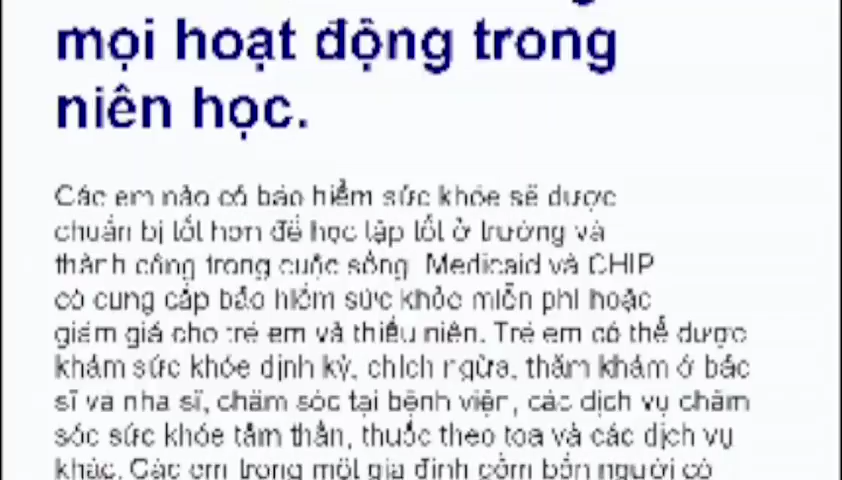 mọi hoạt động trong
niên học.
Các em nào có bảo hiểm sức khỏe sẽ được
chuẩn bị tốt hơn để học tập tốt ở trường và
thành công trong cuộc sống. Medicaid và CHIP
có cung cấp bảo hiểm sức khỏe miễn phí hoặc
giảm giá cho trẻ em và thiếu niên. Trẻ em có thể được
khám sức khỏe định kỳ, chích ngừa, thăm khám ở bác
sĩ và nha sĩ, chăm sóc tại bệnh viện, các dịch vụ chăm
sóc sức khỏe tâm thần, thuốc theo toa và các dịch vụ
khác. Các em trong một gia đình gồm bốn người có